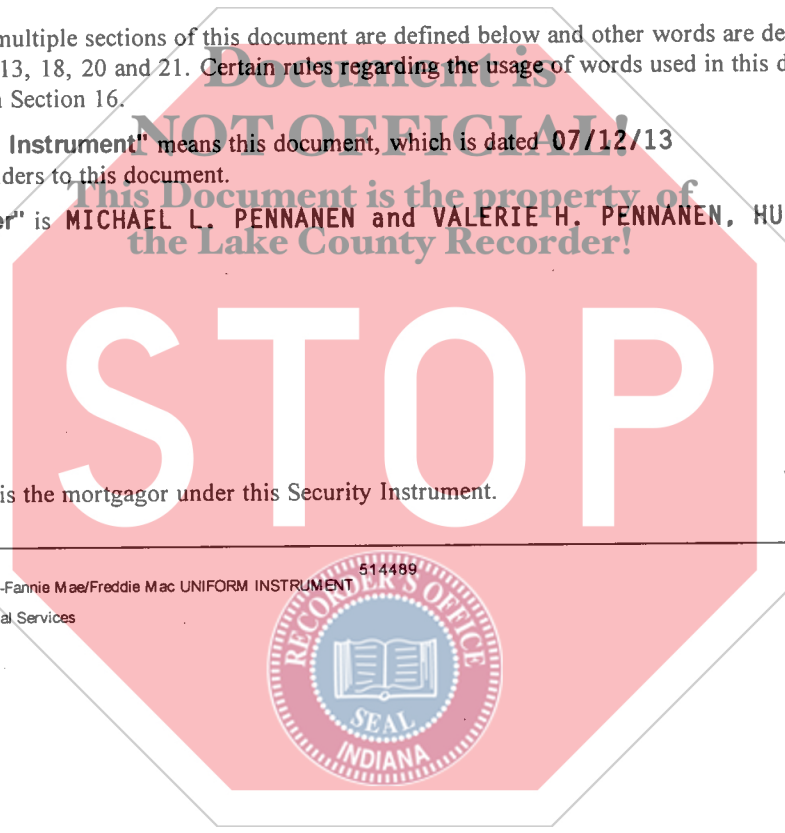 multiple sections of this document are defined below and other words are de
Document is
13, 18, 20 and 21. Certain rules regarding the usage of words used in this d
Section 16.
NOT OFFICIAL!
Instrument" means this document, which is dated 07/12/13
ders to this document.
This Document is the property of
er" is MICHAEL L. PENNANEN and VALERIE H. PENNANEN, HU
the Lake County Recorder!
STOP
is the mortgagor under this Security Instrument.
514489
-Fannie Mae/Freddie Mac UNIFORM INSTRUMENT
al Services
RECORDER'S OFFICE
SEAL
INDIANA